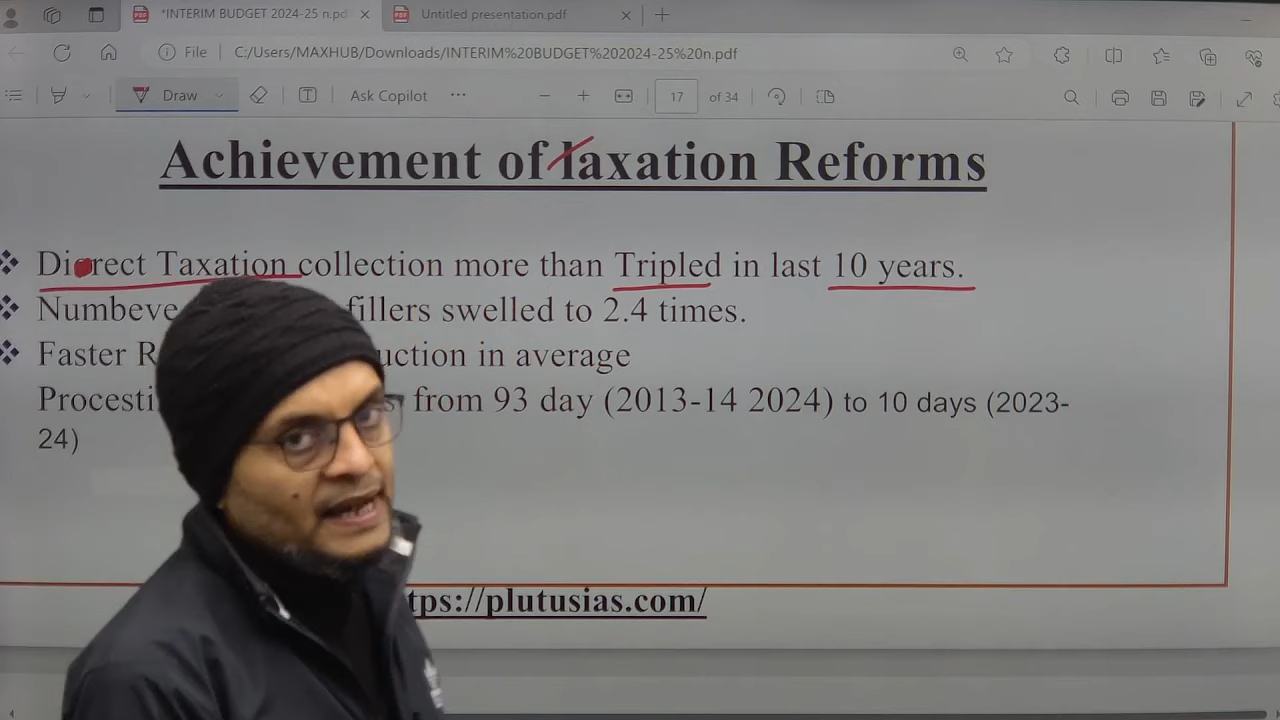 *INTERIM BUDGET 2024-25 n.pd
Untitled presentation.pdf
File C:/Users/MAXHUB/Downloads/INTERIM%20BUDGET%202024-25%20n.pdf
Draw Ask Copilot 17 of 34
Achievement of Taxation Reforms
rect Taxation collection more than Tripled in last 10 years.
fillers swelled to 2.4 times.
Faster in average
from 93 day (2013-14 2024) to 10 days (2023-
24)
plutusias.com/